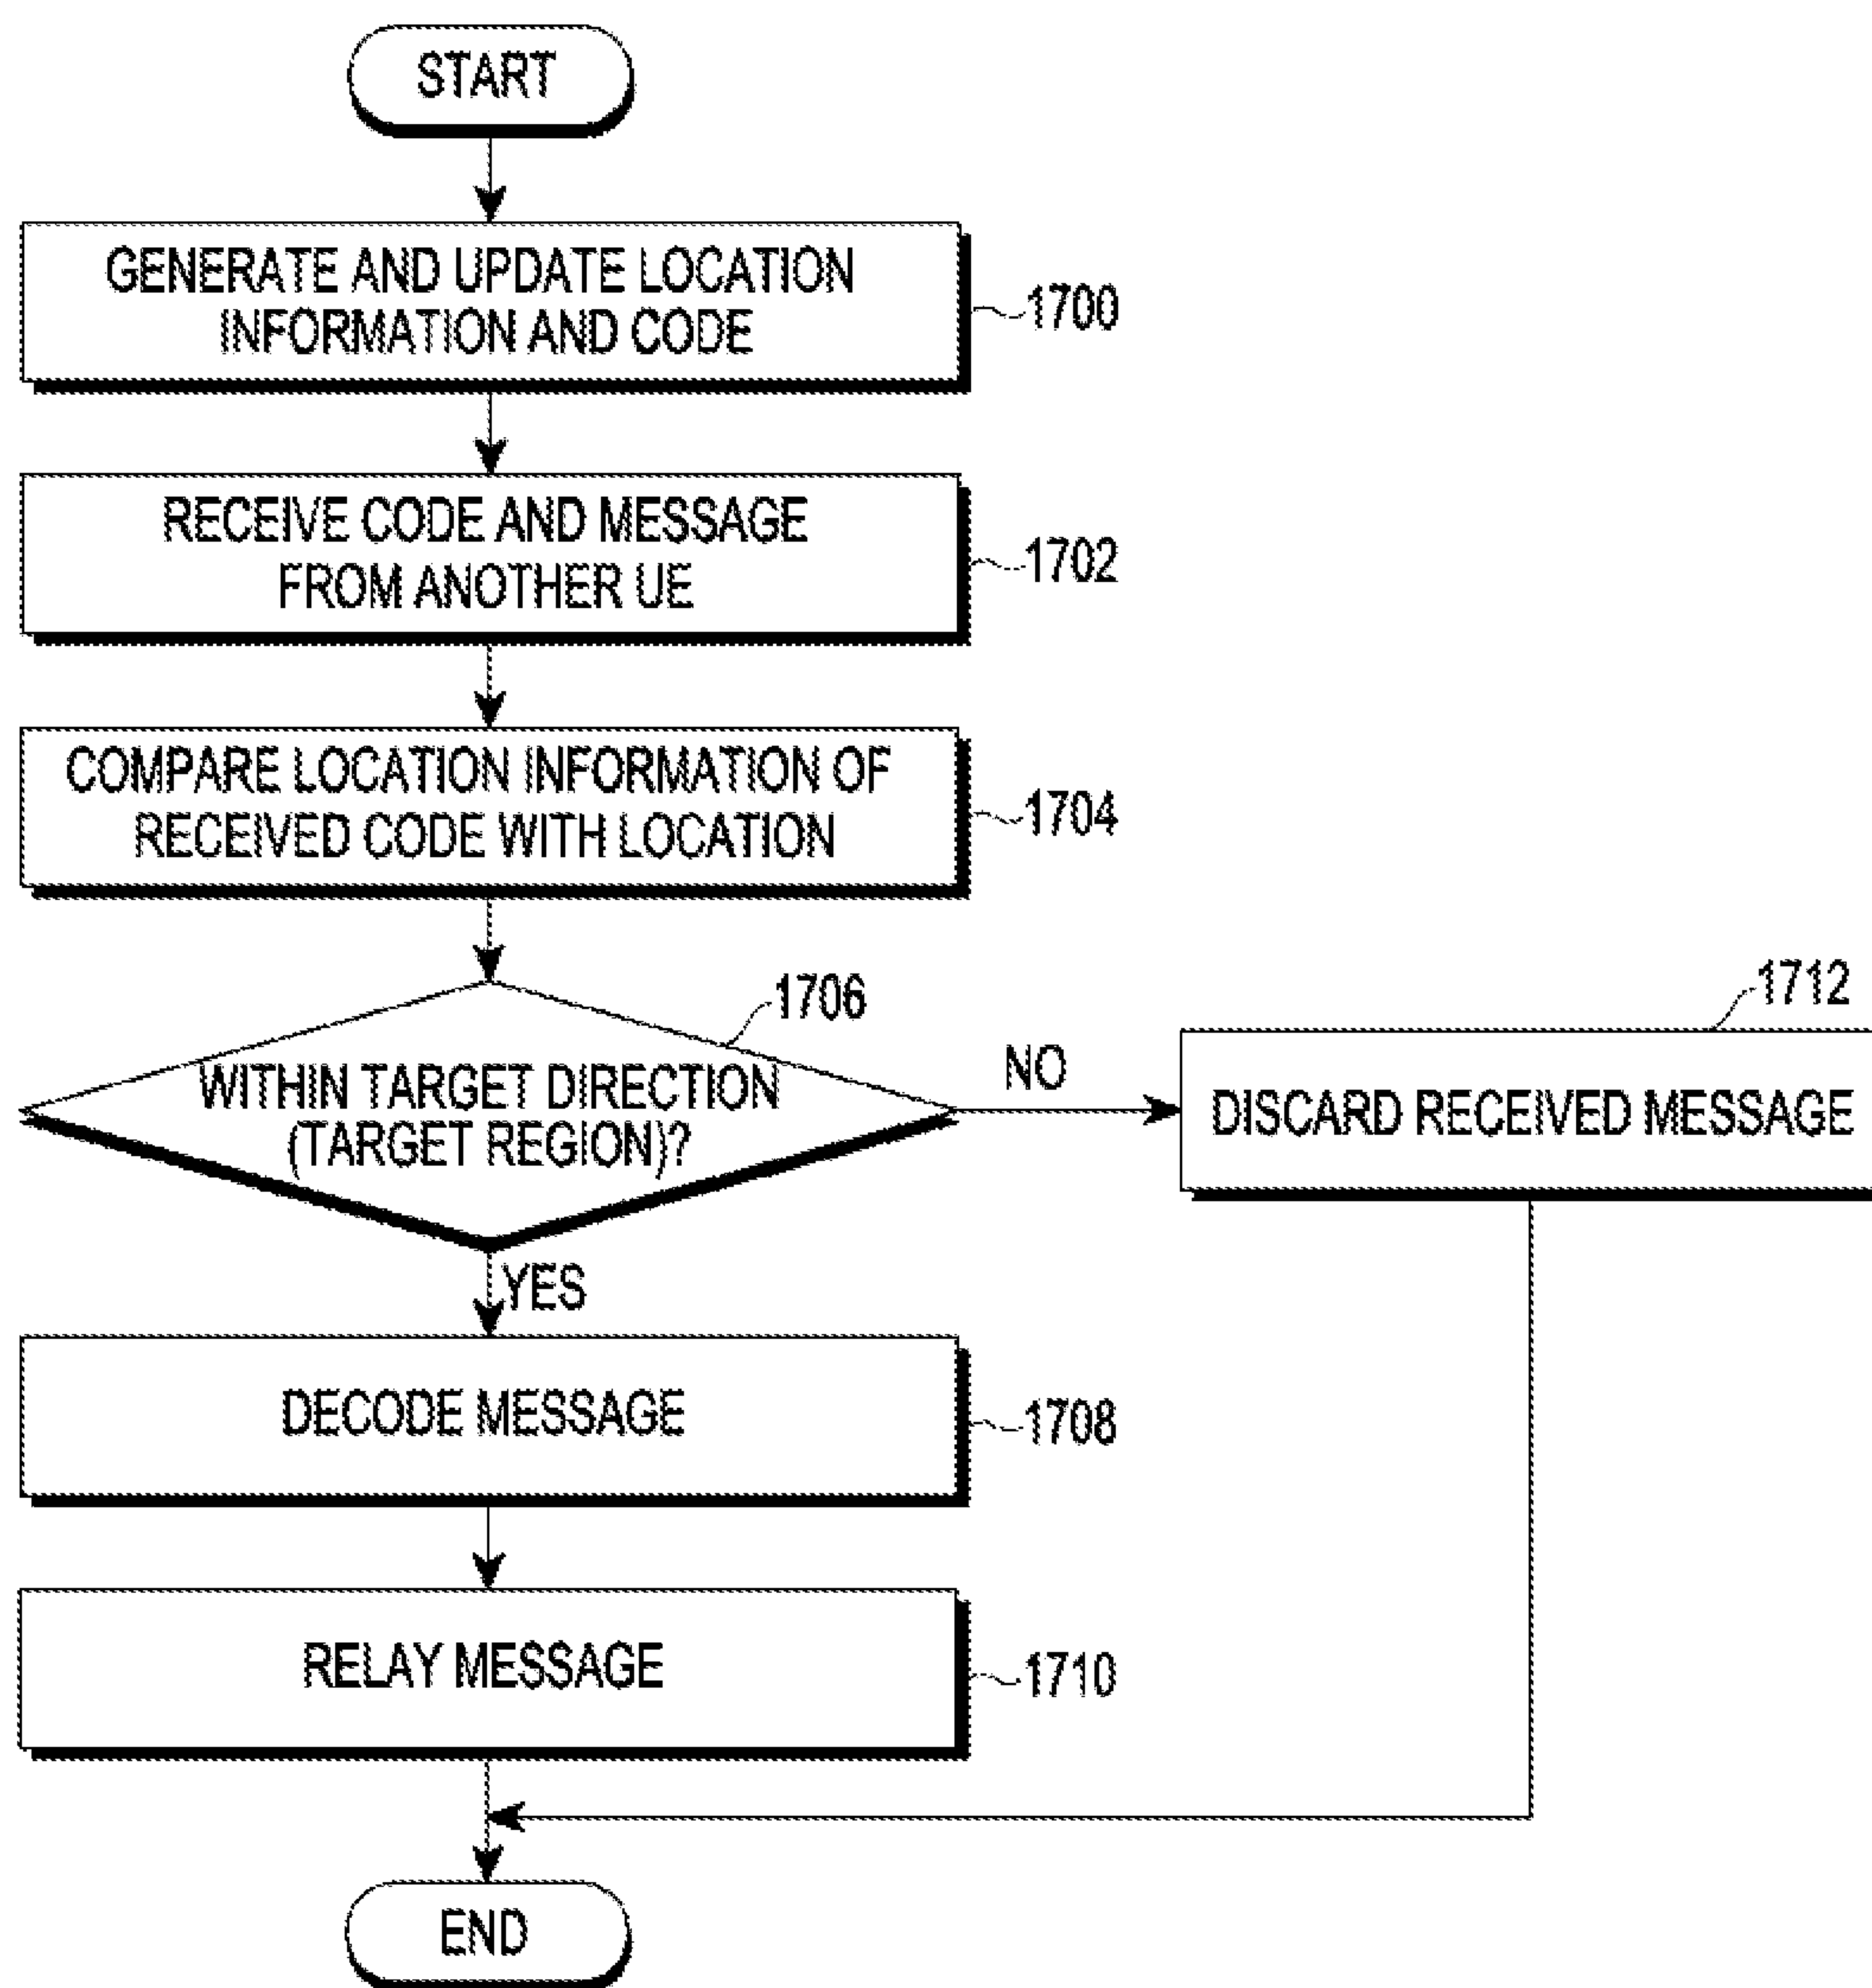 START
GENERATE AND UPDATE LOCATION
INFORMATION AND CODE
1700
RECEIVE CODE AND MESSAGE
FROM ANOTHER UE
1702
COMPARE LOCATION INFORMATION OF
RECEIVED CODE WITH LOCATION
1704
1706
WITHIN TARGET DIRECTION
(TARGET REGION)?
NO
1712
DISCARD RECEIVED MESSAGE
YES
DECODE MESSAGE
1708
RELAY MESSAGE
1710
END